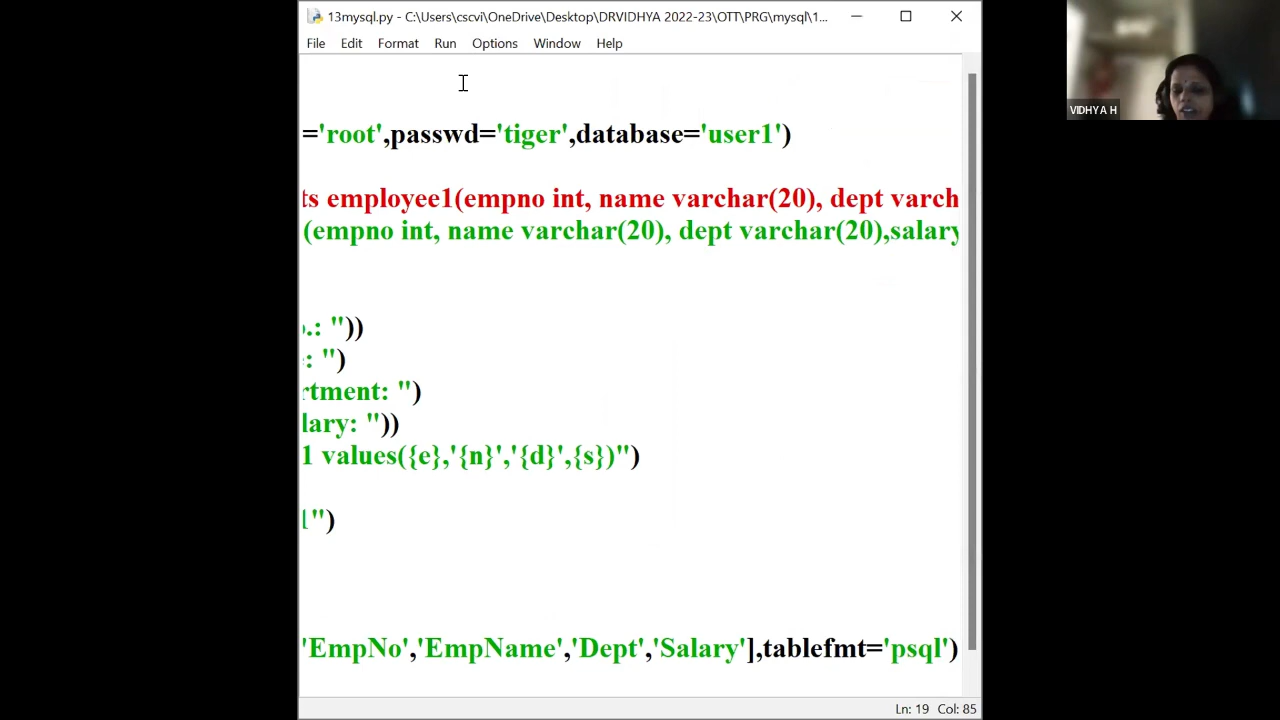 13mysql.py - C:\Users\cscvi\OneDrive\Desktop\DRVIDHYA 2022-23\OTT\PRG\mysql\1...
File Edit Format Run Options Window Help
VIDHYA H
='root',passwd='tiger',database='user1')
ts employee1(empno int, name varchar(20), dept varch
(empno int, name varchar(20), dept varchar(20),salary
.: "))
: ")
rtment: ")
lary: "))
1 values({e},'{n}','{d}',{s})")
1")
'EmpNo','EmpName','Dept','Salary'],tablefmt='psql')
Ln: 19 Col: 85